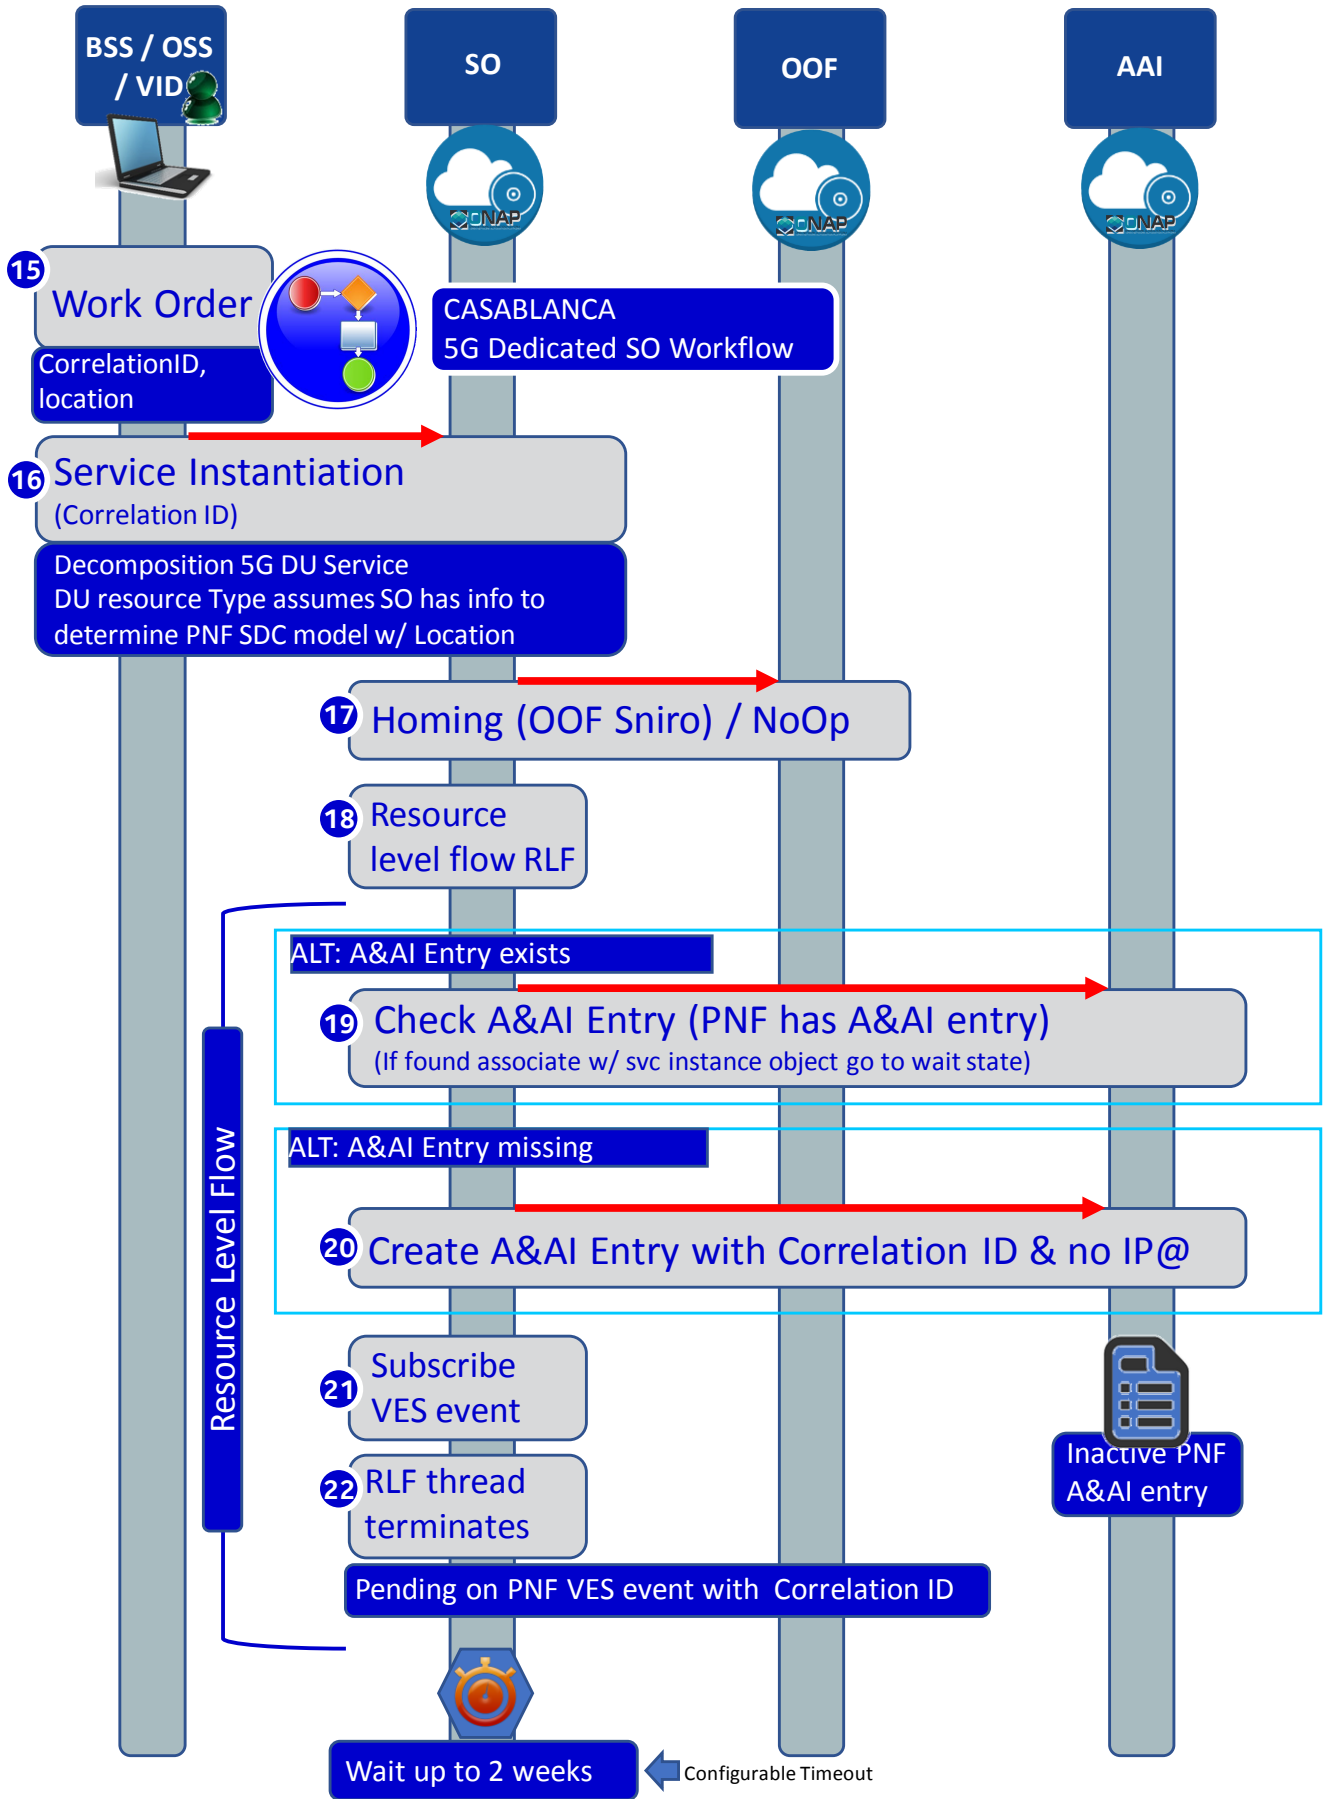 BSS / OSS
/ VID
SO
OOF
AAI
ONAP
ONAP
ONAP
15
Work Order
CorrelationID,
location
CASABLANCA
5G Dedicated SO Workflow
16
Service Instantiation
(Correlation ID)
Decomposition 5G DU Service
DU resource Type assumes SO has info to
determine PNF SDC model w/ Location
17
Homing (OOF Sniro) / NoOp
18
Resource
level flow RLF
Resource Level Flow
ALT: A&AI Entry exists
19
Check A&AI Entry (PNF has A&AI entry)
(If found associate w/ svc instance object go to wait state)
ALT: A&AI Entry missing
20
Create A&AI Entry with Correlation ID & no IP@
21
Subscribe
VES event
Inactive PNF
A&AI entry
22
RLF thread
terminates
Pending on PNF VES event with Correlation ID
Wait up to 2 weeks
Configurable Timeout